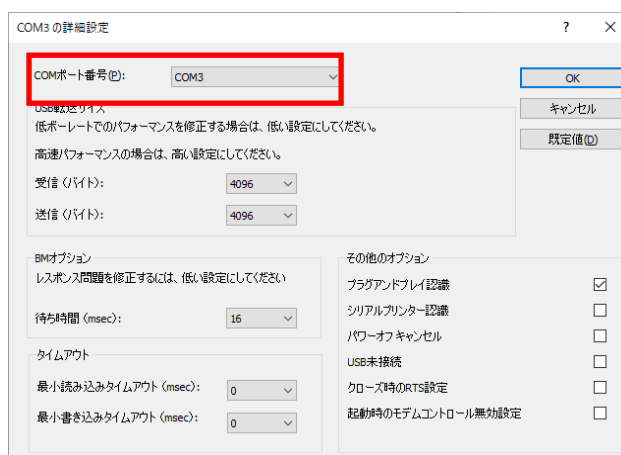 COM3 の詳細設定
? ×
COMポート番号(P): COM3
OK
キャンセル
既定値(D)
USB転送サイズ
低ボーレートでのパフォーマンスを修正する場合は、低い設定にしてください。
高速パフォーマンスの場合は、高い設定にしてください。
受信 (バイト): 4096
送信 (バイト): 4096
BMオプション
レスポンス問題を修正するには、低い設定にしてください
待ち時間 (msec): 16
タイムアウト
最小読み込みタイムアウト (msec): 0
最小書き込みタイムアウト (msec): 0
その他のオプション
プラグアンドプレイ認識
シリアルプリンター認識
パワーオフ キャンセル
USB未接続
クローズ時のRTS設定
起動時のモデムコントロール無効設定